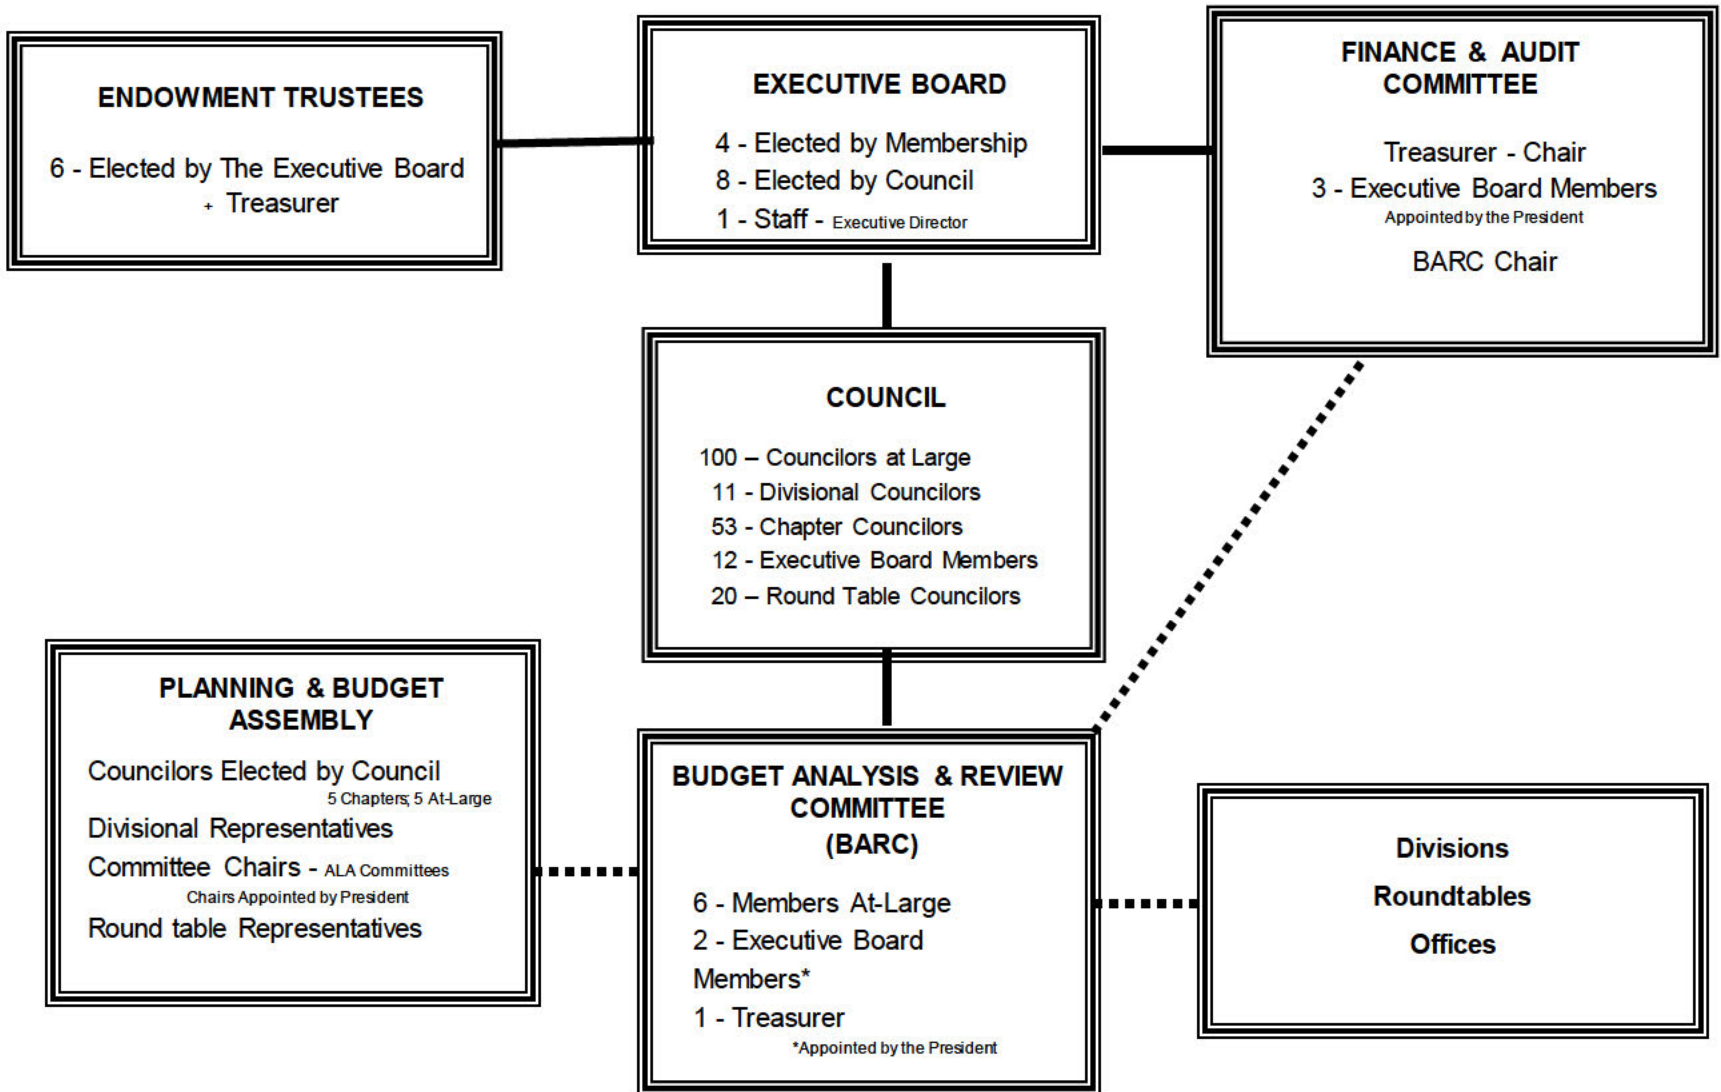 ENDOWMENT TRUSTEES
6 - Elected by The Executive Board
+ Treasurer
EXECUTIVE BOARD
4 - Elected by Membership
8 - Elected by Council
1 - Staff - Executive Director
FINANCE & AUDIT
COMMITTEE
Treasurer - Chair
3 - Executive Board Members
Appointed by the President
BARC Chair
COUNCIL
100 – Councilors at Large
11 - Divisional Councilors
53 - Chapter Councilors
12 - Executive Board Members
20 – Round Table Councilors
PLANNING & BUDGET
ASSEMBLY
Councilors Elected by Council
5 Chapters; 5 At-Large
Divisional Representatives
Committee Chairs - ALA Committees
Chairs Appointed by President
Round table Representatives
BUDGET ANALYSIS & REVIEW
COMMITTEE
(BARC)
6 - Members At-Large
2 - Executive Board
Members*
1 - Treasurer
*Appointed by the President
Divisions
Roundtables
Offices